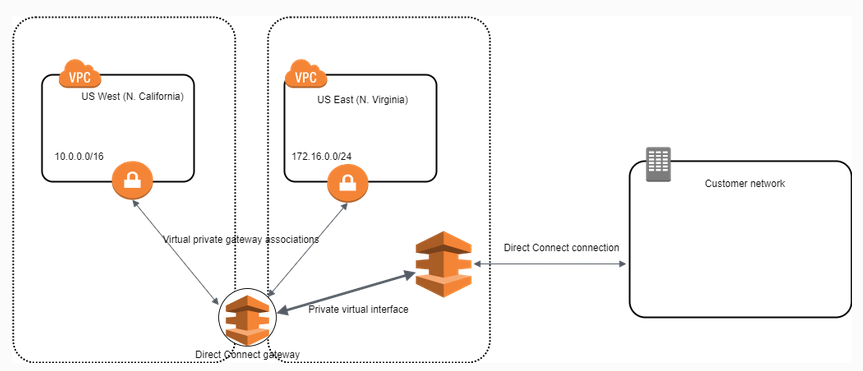 VPC
US West (N. California)
10.0.0.0/16
VPC
US East (N. Virginia)
172.16.0.0/24
Customer network
Virtual private gateway associations
Direct Connect connection
Private virtual interface
Direct Connect gateway